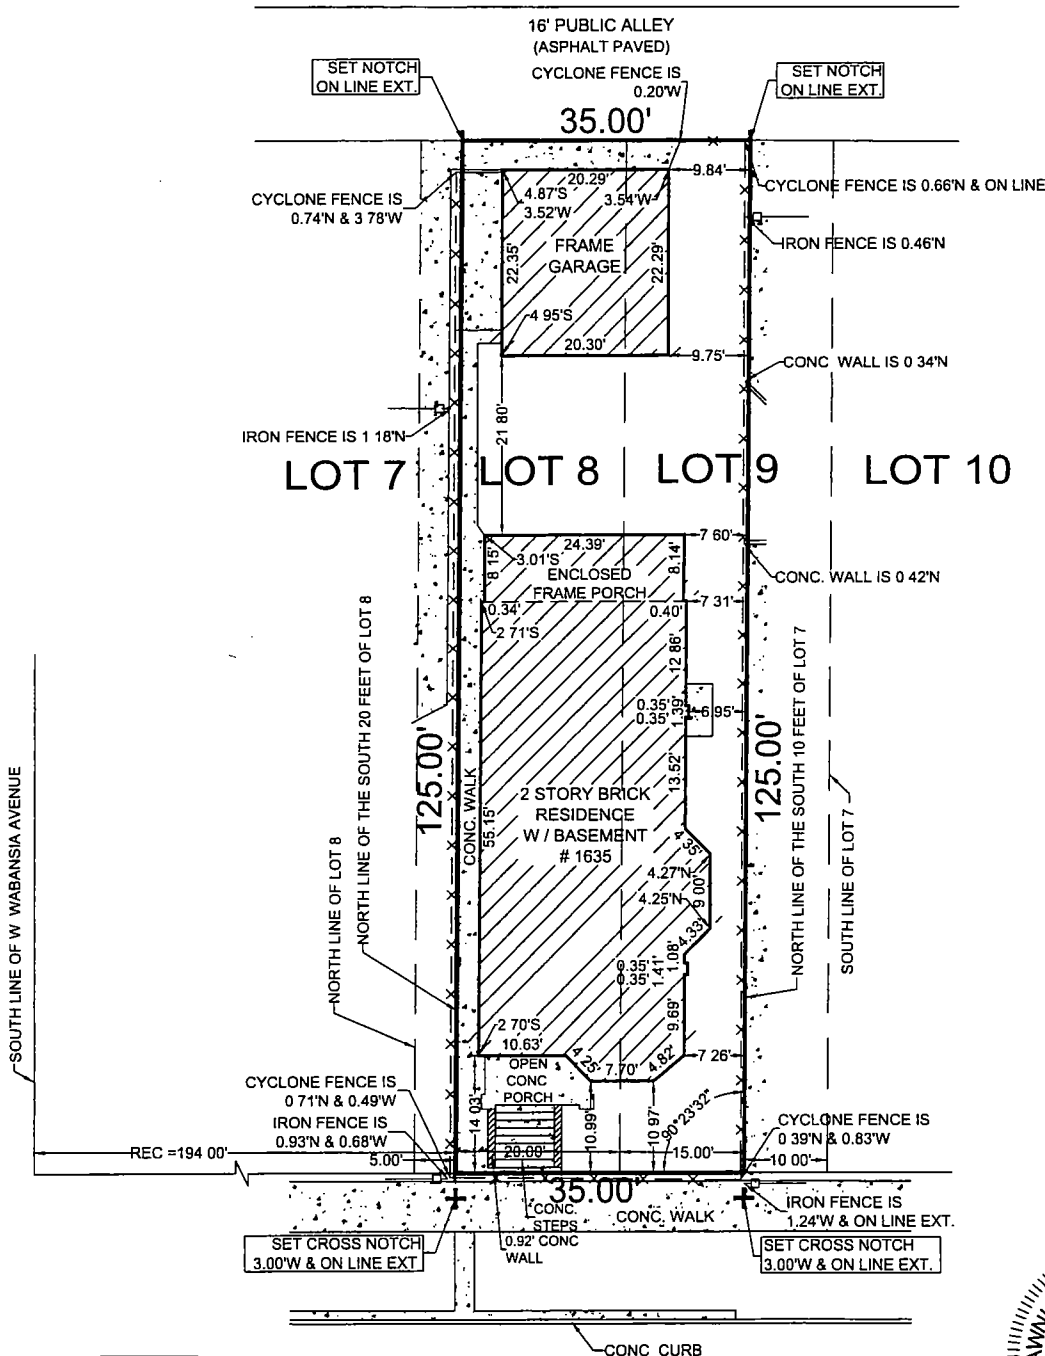 16' PUBLIC ALLEY
(ASPHALT PAVED)
SET NOTCH
ON LINE EXT.
CYCLONE FENCE IS
0.20'W
SET NOTCH
ON LINE EXT.
35.00'
20.29'
9.84'
CYCLONE FENCE IS
0.74'N & 3 78'W
4.87'S
3.52'W
3.54'W
CYCLONE FENCE IS 0.66'N & ON LINE
IRON FENCE IS 0.46'N
FRAME
GARAGE
22.35'
22.29'
4 95'S
20.30'
9.75'
CONC WALL IS 0 34'N
21 80'
IRON FENCE IS 1 18'N
LOT 7
LOT 8
LOT 9
LOT 10
24.39'
7 60'
8 15'
3.01'S
8.14'
ENCLOSED
FRAME PORCH
CONC. WALL IS 0 42'N
0.34'
0.40'
7 31'
2 71'S
12 86'
0.35'
0.35'
1.39'
6 95'
13.52'
125.00'
125.00'
CONC. WALK
55.15'
2 STORY BRICK
RESIDENCE
W / BASEMENT
# 1635
4.35'
4.27'N
9 00'
4.25'N
4.33'
1.08'
0.35'
0.35'
1.41'
9.69'
SOUTH LINE OF W WABANSIA AVENUE
NORTH LINE OF LOT 8
NORTH LINE OF THE SOUTH 20 FEET OF LOT 8
NORTH LINE OF THE SOUTH 10 FEET OF LOT 7
SOUTH LINE OF LOT 7
2 70'S
10.63'
4.25'
7.70'
4.82'
7 26'
OPEN
CONC
PORCH
14 03'
10.99'
10 97'
90°23'32"
CYCLONE FENCE IS
0 71'N & 0.49'W
IRON FENCE IS
0.93'N & 0.68'W
CYCLONE FENCE IS
0 39'N & 0.83'W
REC =194 00'
5.00'
20.00'
15.00'
10 00'
35.00'
CONC.
STEPS
0.92' CONC
WALL
CONC. WALK
IRON FENCE IS
1.24'W & ON LINE EXT.
SET CROSS NOTCH
3.00'W & ON LINE EXT
SET CROSS NOTCH
3.00'W & ON LINE EXT.
CONC CURB